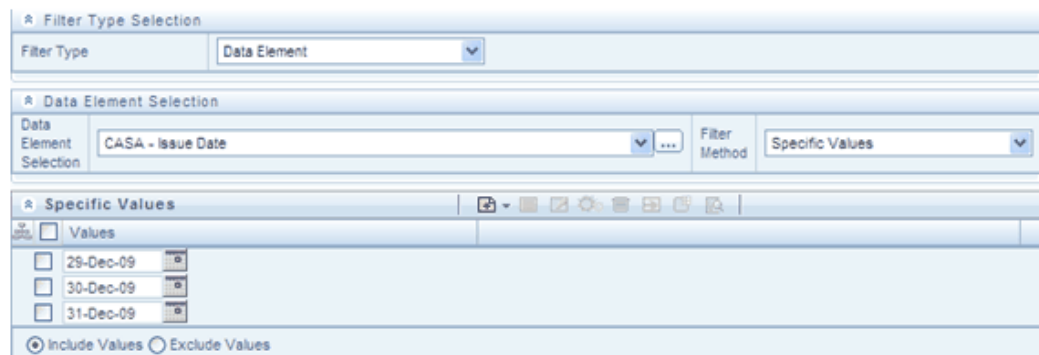 Filter Type Selection
Filter Type Data Element
Data Element Selection
Data Element Selection CASA - Issue Date ... Filter Method Specific Values
Specific Values
Values
29-Dec-09
30-Dec-09
31-Dec-09
Include Values Exclude Values